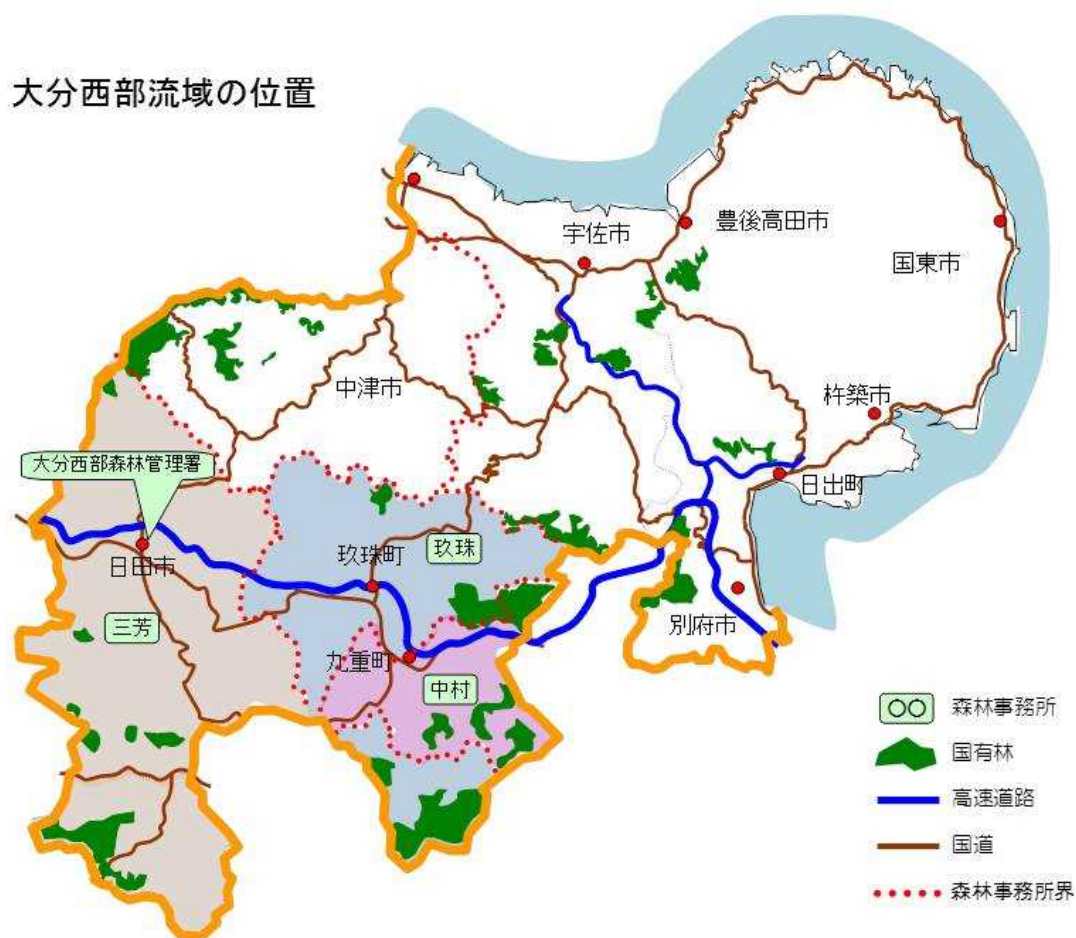 大分西部流域の位置
宇佐市
豊後高田市
国東市
中津市
杵築市
大分西部森林管理署
日出町
玖珠町
玖珠
日田市
三芳
別府市
九重町
中村
○○ 森林事務所
国有林
高速道路
国道
森林事務所界